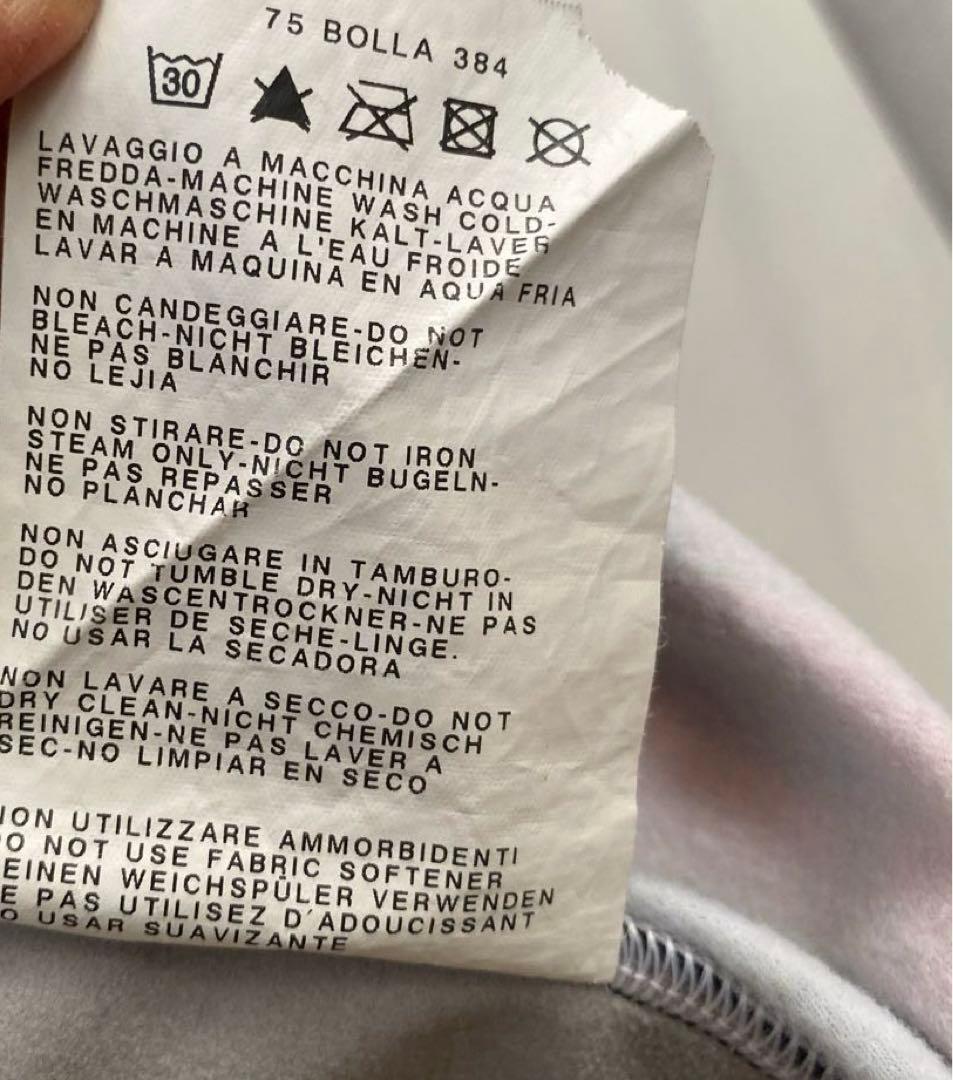 75 BOLLA 384
30
LAVAGGIO A MACCHINA ACQUA
FREDDA-MACHINE WASH COLD-
WASCHMASCHINE KALT-LAVER
EN MACHINE A L'EAU FROIDE
LAVAR A MAQUINA EN AQUA FRIA
NON CANDEGGIARE-DO NOT
BLEACH-NICHT BLEICHEN-
NE PAS BLANCHIR
NO LEJIA
NON STIRARE-DO NOT IRON
STEAM ONLY-NICHT BUGELN-
NE PAS REPASSER
NO PLANCHAR
NON ASCIUGARE IN TAMBURO-
DO NOT TUMBLE DRY-NICHT IN
DEN WASCENTROCKNER-NE PAS
UTILISER DE SECHE-LINGE.
NO USAR LA SECADORA
NON LAVARE A SECCO-DO NOT
DRY CLEAN-NICHT CHEMISCH
REINIGEN-NE PAS LAVER A
SEC-NO LIMPIAR EN SECO
ION UTILIZZARE AMMORBIDENTI
O NOT USE FABRIC SOFTENER
EINEN WEICHSPÜLER VERWENDEN
E PAS UTILISEZ D'ADOUCISSANT
O USAR SUAVIZANTE